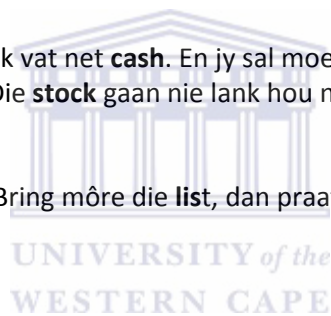 k vat net cash. En jy sal moe
Die stock gaan nie lank hou n
Bring môre die list, dan praa
UNIVERSITY of the
WESTERN CAPE